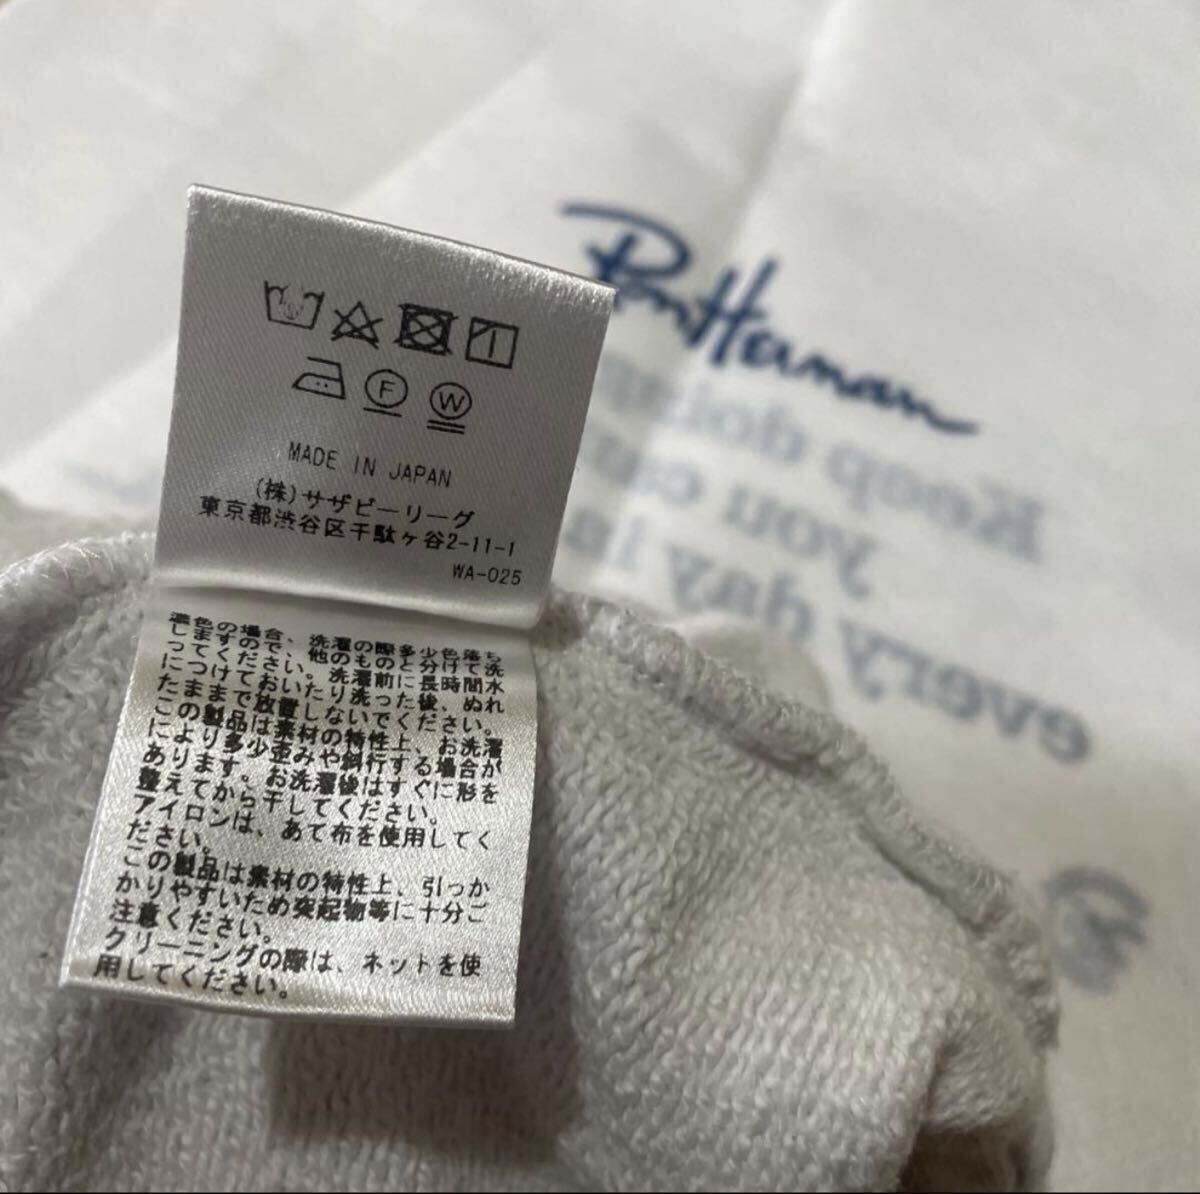 Ron Herman
Keep doing
you ca
every day in
F W
MADE IN JAPAN
(株)サザビーリーグ
東京都渋谷区千駄ヶ谷2-11-1
WA-025
濃色の場合、洗濯の際多少色落ち
しますので、他のものと分けて洗
ってください。洗濯前に長時間水
につけておいたり洗った後、ぬれ
たままで放置しないでください。
この製品は素材の特性上、お洗濯
により多少歪みや斜行する場合が
あります。お洗濯後はすぐに形を
整えてから干してください。
アイロンは、あて布を使用してく
ださい。
この製品は素材の特性上、引っか
かりやすいため突起物等に十分ご
注意ください。
クリーニングの際は、ネットを使
用してください。